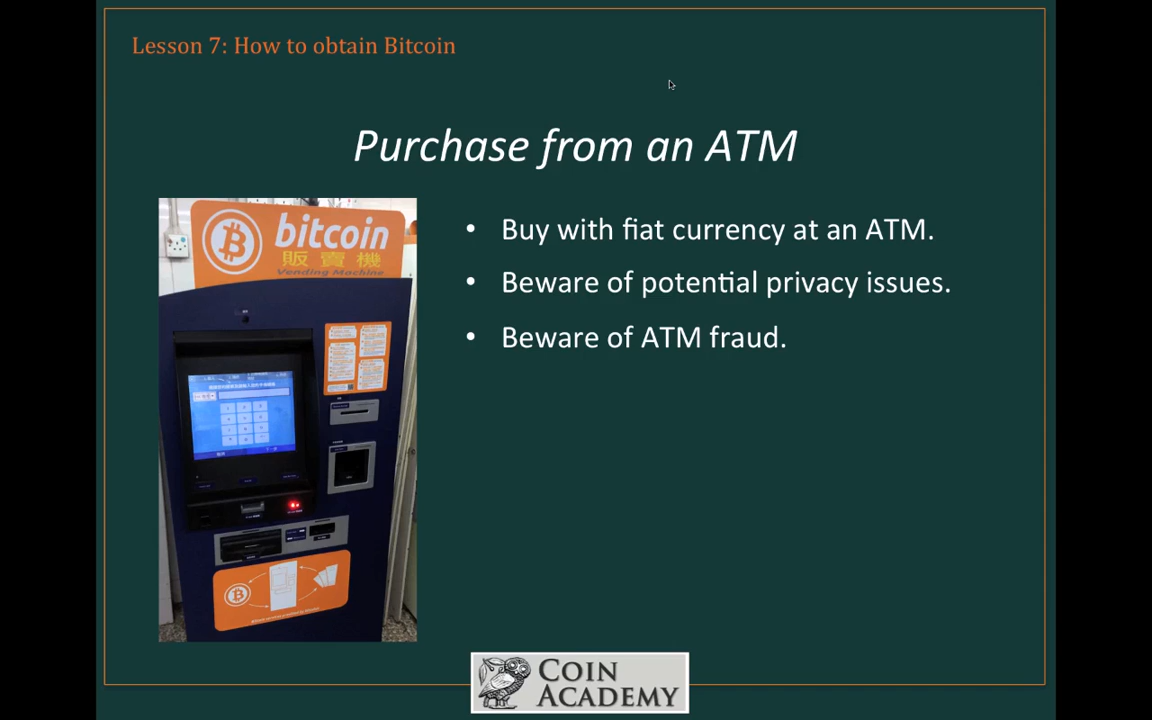 Lesson 7: How to obtain Bitcoin
Purchase from an ATM
bitcoin
販賣機
Vending Machine
• Buy with fiat currency at an ATM.
• Beware of potential privacy issues.
• Beware of ATM fraud.
COIN
ACADEMY